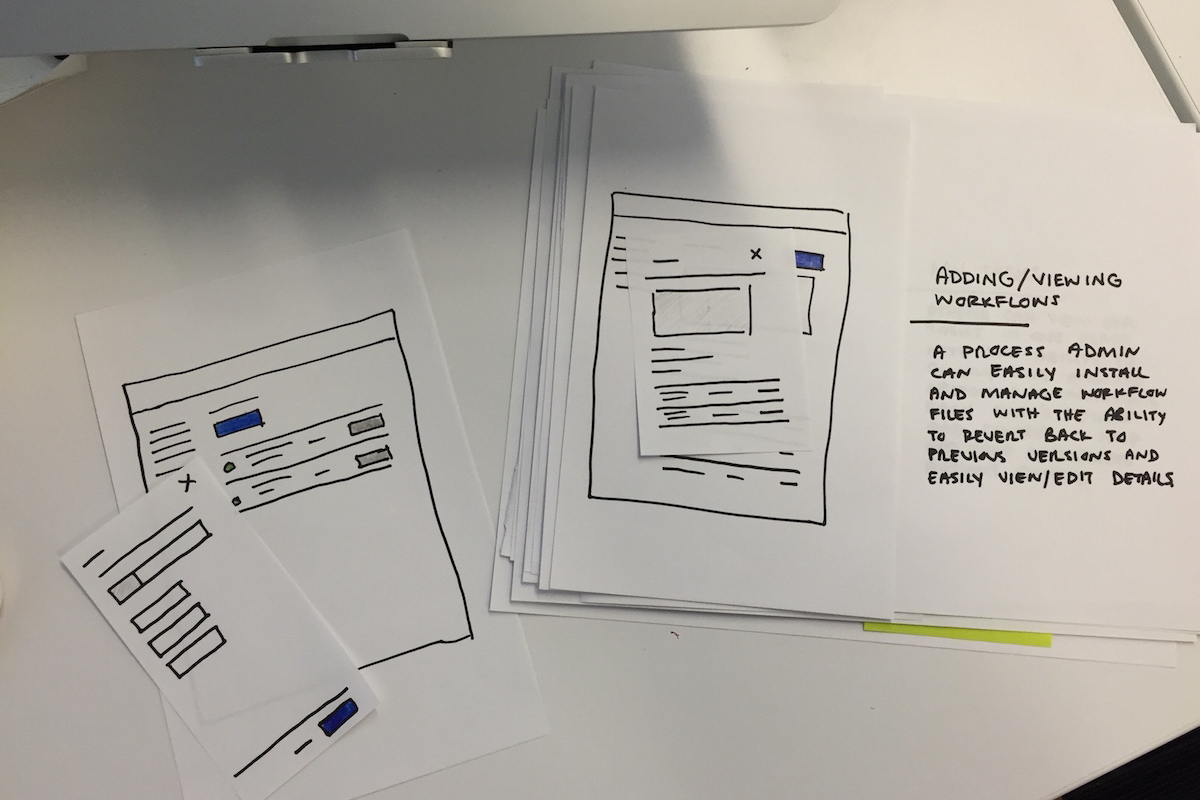 ADDING/VIEWING
WORKFLOWS
A PROCESS ADMIN
CAN EASILY INSTALL
AND MANAGE WORKFLOW
FILES WITH THE ABILITY
TO REVERT BACK TO
PREVIOUS VERSIONS AND
EASILY VIEW/EDIT DETAILS